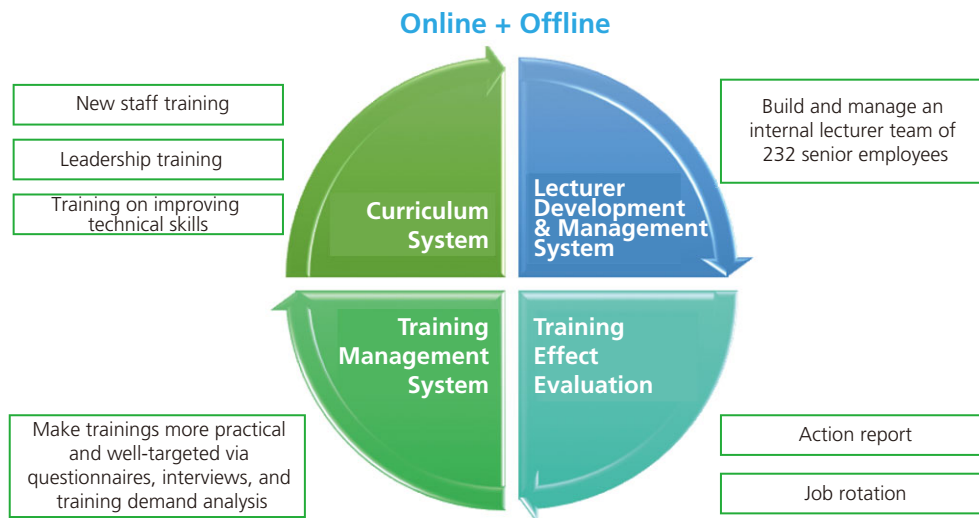 Online + Offline
New staff training
Leadership training
Training on improving
technical skills
Curriculum
System
Lecturer
Development
& Management
System
Build and manage an
internal lecturer team of
232 senior employees
Training
Management
System
Training
Effect
Evaluation
Make trainings more practical
and well-targeted via
questionnaires, interviews, and
training demand analysis
Action report
Job rotation